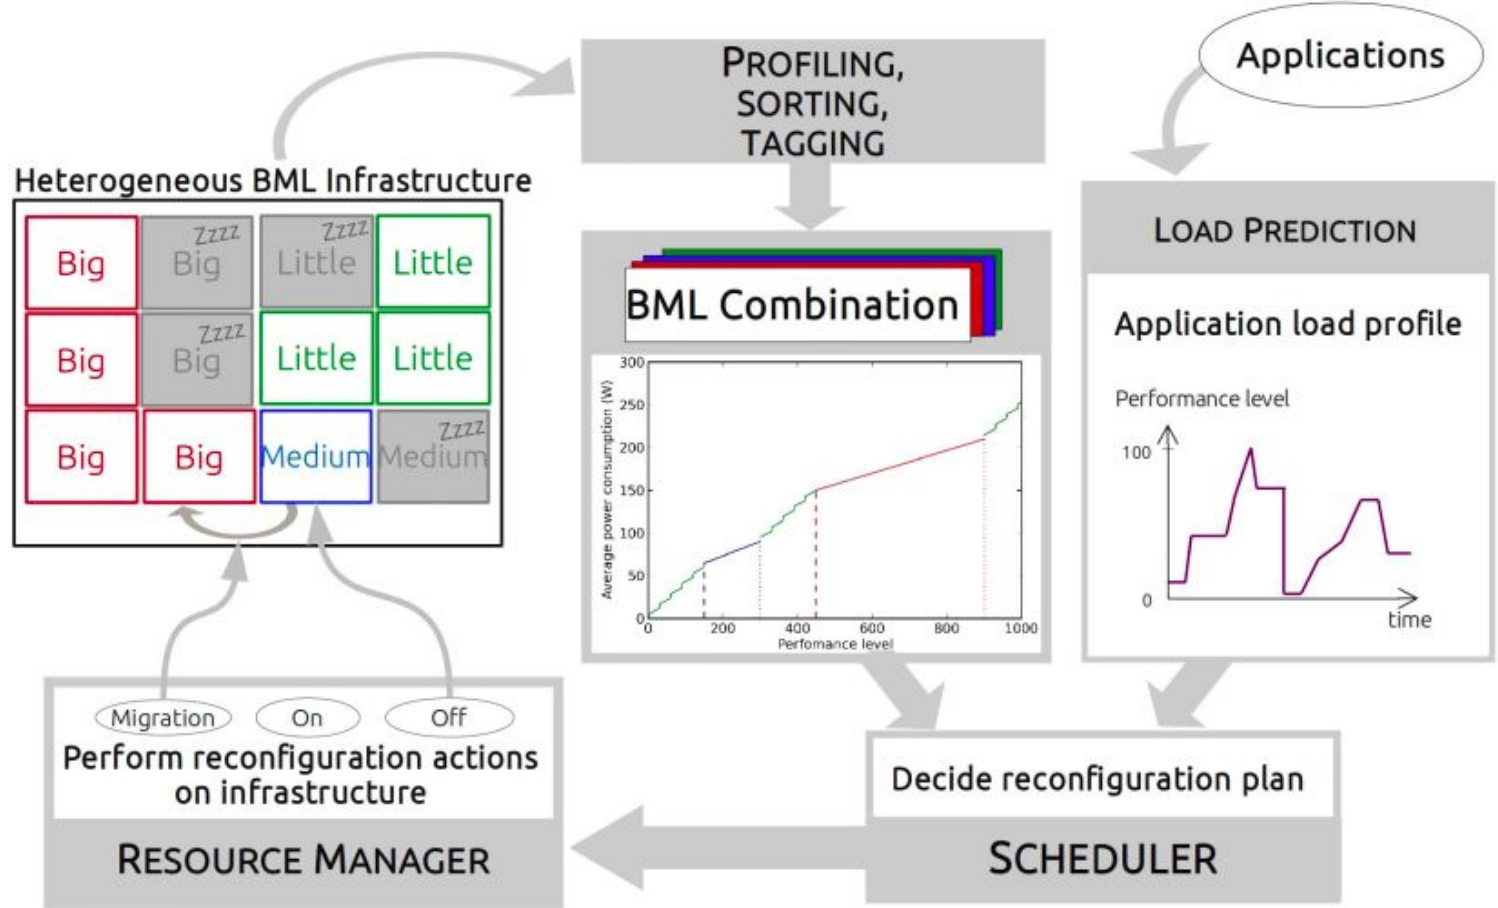 PROFILING,
SORTING,
TAGGING
Applications
Heterogeneous BML Infrastructure
Big
Zzzz
Big
Zzzz
Little
Little
Big
Zzzz
Big
Little
Little
Big
Big
Medium
Zzzz
Medium
BML Combination
Average power consumption (W)
300
250
200
150
100
50
0
0 200 400 600 800 1000
Perfomance level
LOAD PREDICTION
Application load profile
Performance level
100
0
time
Migration On Off
Perform reconfiguration actions
on infrastructure
RESOURCE MANAGER
Decide reconfiguration plan
SCHEDULER